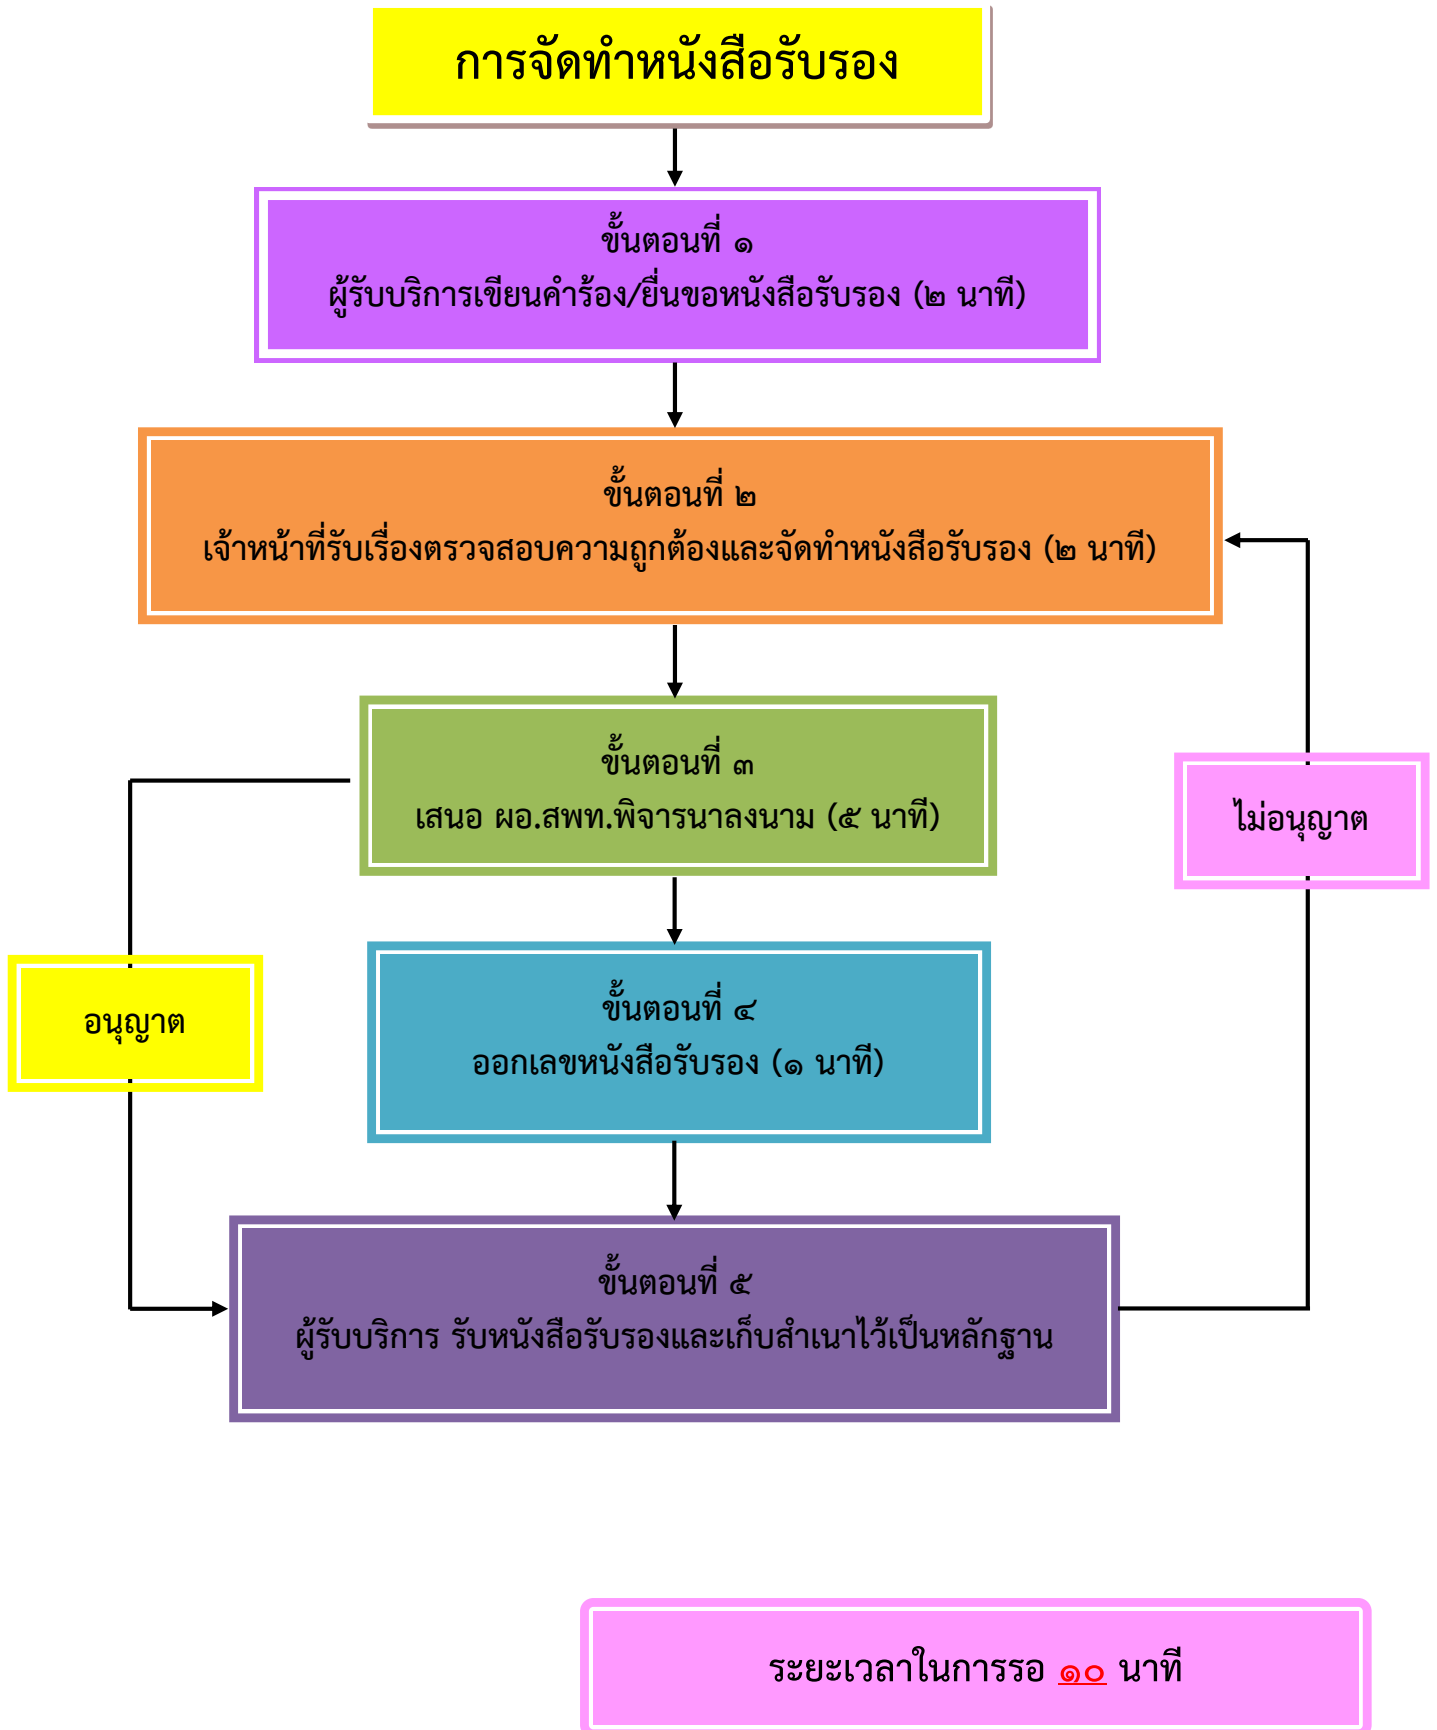 การจัดทำหนังสือรับรอง
ขั้นตอนที่ ๑
ผู้รับบริการเขียนคำร้อง/ยื่นขอหนังสือรับรอง (๒ นาที)
ขั้นตอนที่ ๒
เจ้าหน้าที่รับเรื่องตรวจสอบความถูกต้องและจัดทำหนังสือรับรอง (๒ นาที)
ขั้นตอนที่ ๓
เสนอ ผอ.สพท.พิจารนาลงนาม (๕ นาที)
ไม่อนุญาต
ขั้นตอนที่ ๔
ออกเลขหนังสือรับรอง (๑ นาที)
อนุญาต
ขั้นตอนที่ ๕
ผู้รับบริการ รับหนังสือรับรองและเก็บสำเนาไว้เป็นหลักฐาน
ระยะเวลาในการรอ ๑๐ นาที